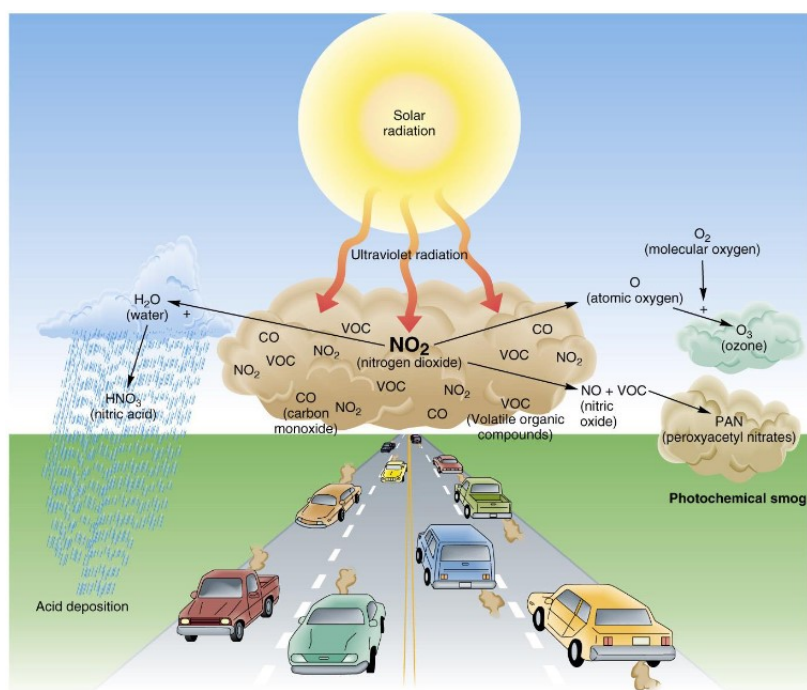 Solar
radiation
Ultraviolet radiation
O₂
(molecular oxygen)
O
(atomic oxygen)
+
O₃
(ozone)
H₂O
(water)
+
HNO₃
(nitric acid)
CO
VOC
NO₂
VOC
NO₂
NO₂
(nitrogen dioxide)
CO
VOC
NO₂
CO
(carbon
monoxide)
NO₂
VOC
NO₂
CO
VOC
(Volatile organic
compounds)
NO + VOC
(nitric
oxide)
PAN
(peroxyacetyl nitrates)
Photochemical smog
Acid deposition